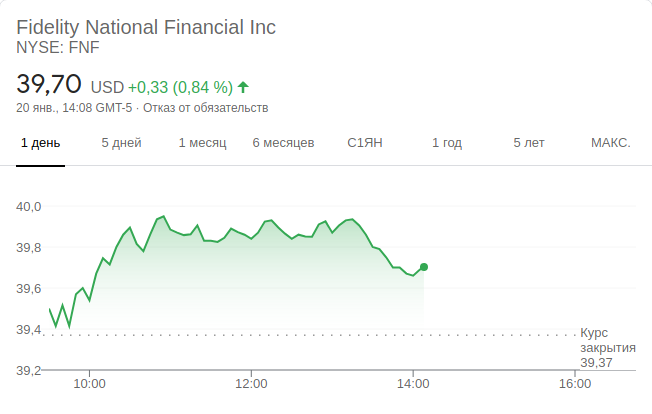 Fidelity National Financial Inc
NYSE: FNF
39,70 USD +0,33 (0,84 %)
20 янв., 14:08 GMT-5 · Отказ от обязательств
1 день 5 дней 1 месяц 6 месяцев С1ЯН 1 год 5 лет МАКС.
40,0
39,8
39,6
39,4
Курс
закрытия
39,37
39,2
10:00 12:00 14:00 16:00